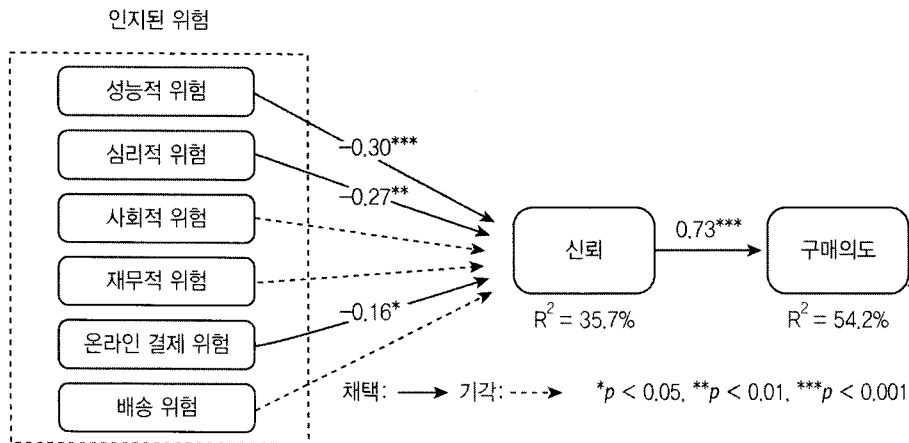 인지된 위험
성능적 위험
심리적 위험
사회적 위험
재무적 위험
온라인 결제 위험
배송 위험
-0.30***
-0.27**
-0.16*
신뢰
R² = 35.7%
0.73***
구매의도
R² = 54.2%
채택: 기각: *p < 0.05, **p < 0.01, ***p < 0.001